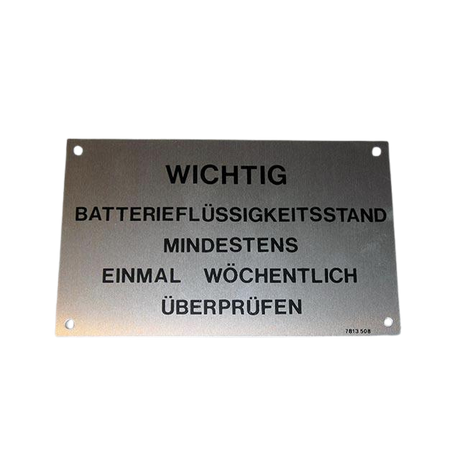 WICHTIG
BATTERIEFLÜSSIGKEITSSTAND
MINDESTENS
EINMAL WÖCHENTLICH
ÜBERPRÜFEN
7813 508